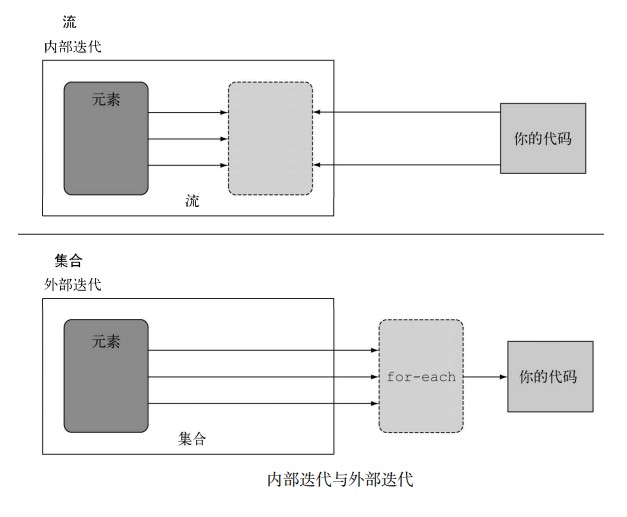 流
内部迭代
元素
你的代码
流
集合
外部迭代
元素
for-each
你的代码
集合
内部迭代与外部迭代